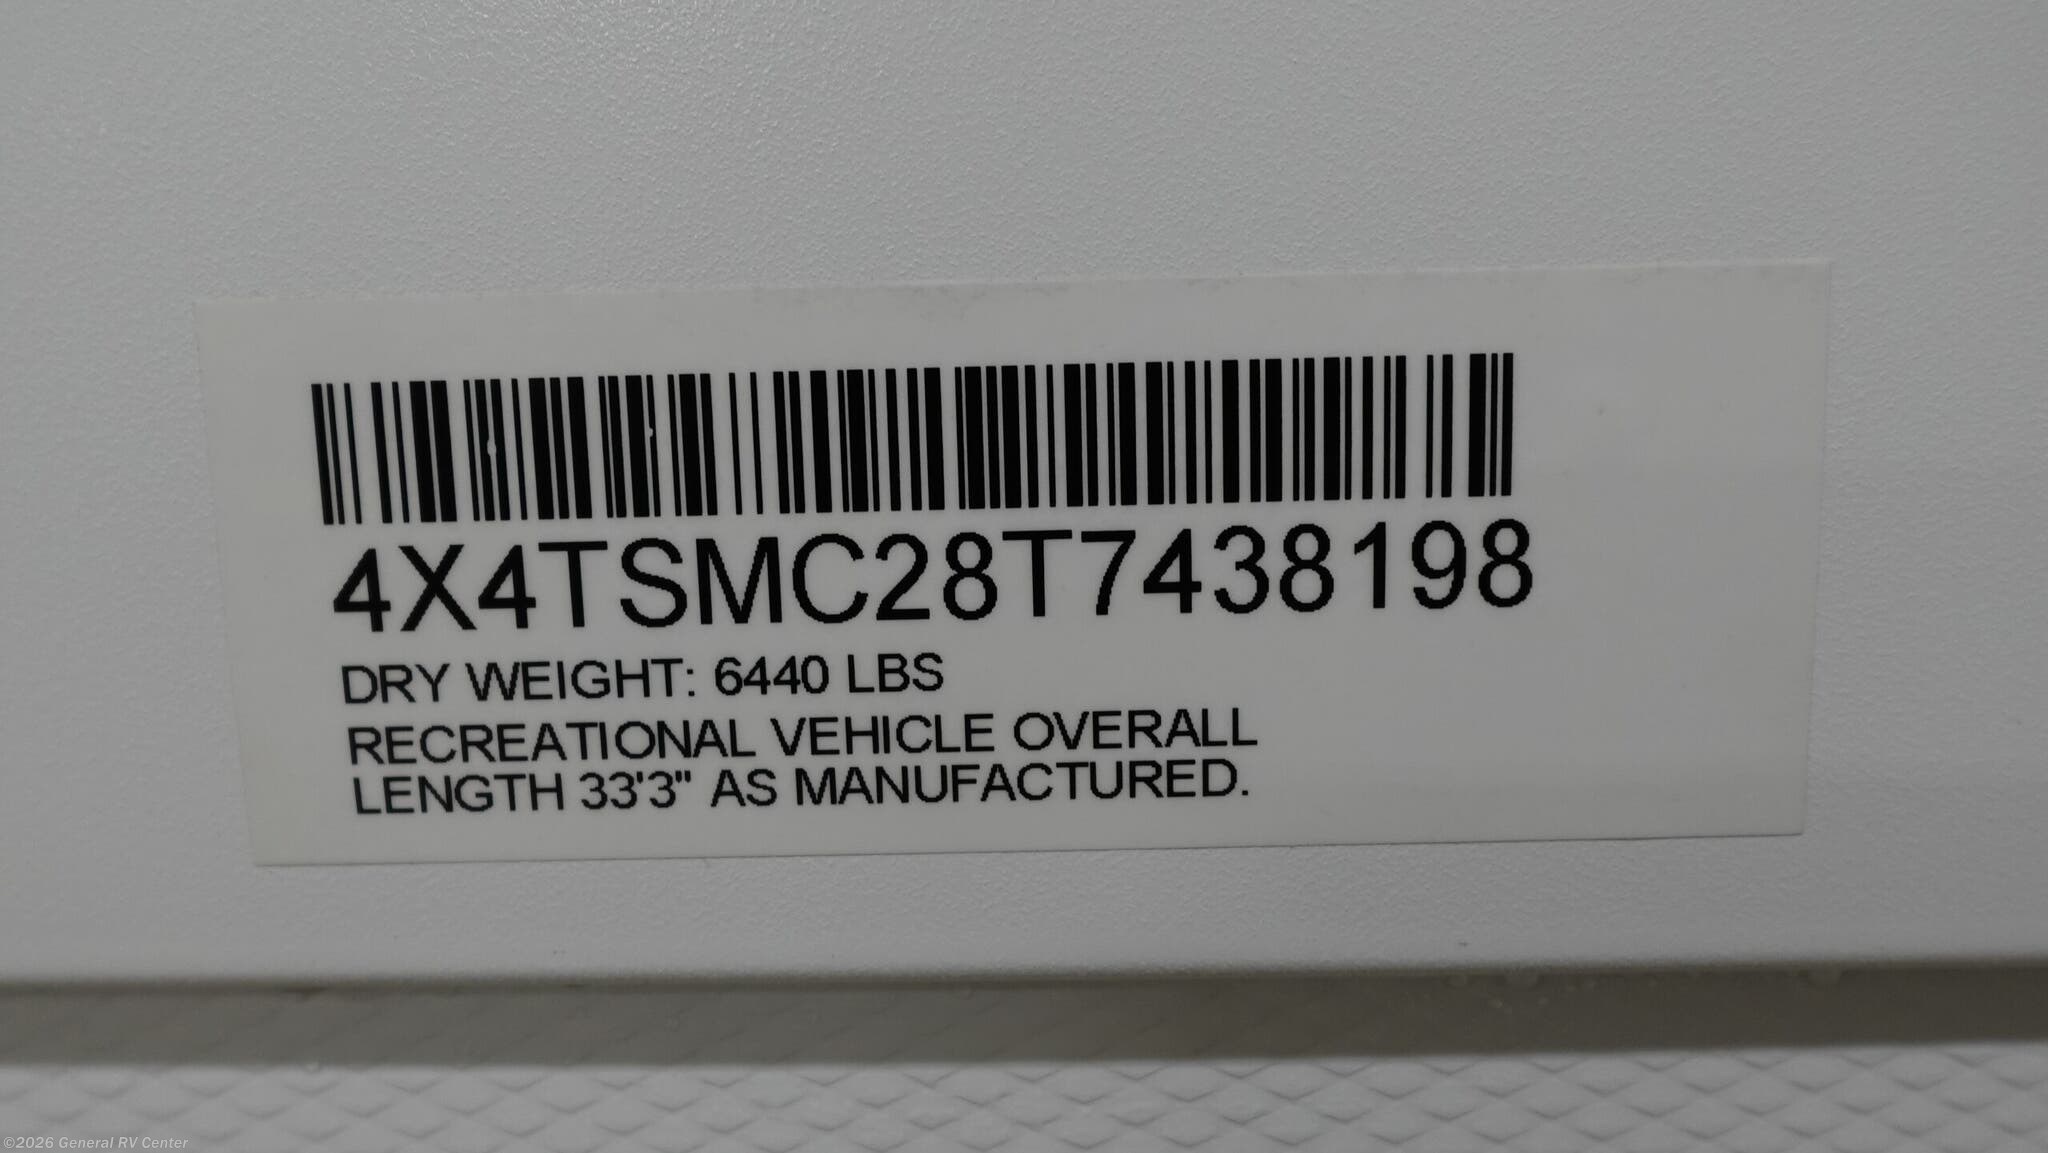 4X4TSMC28T7438198
DRY WEIGHT: 6440 LBS
RECREATIONAL VEHICLE OVERALL
LENGTH 33'3" AS MANUFACTURED.
©2026 General RV Center